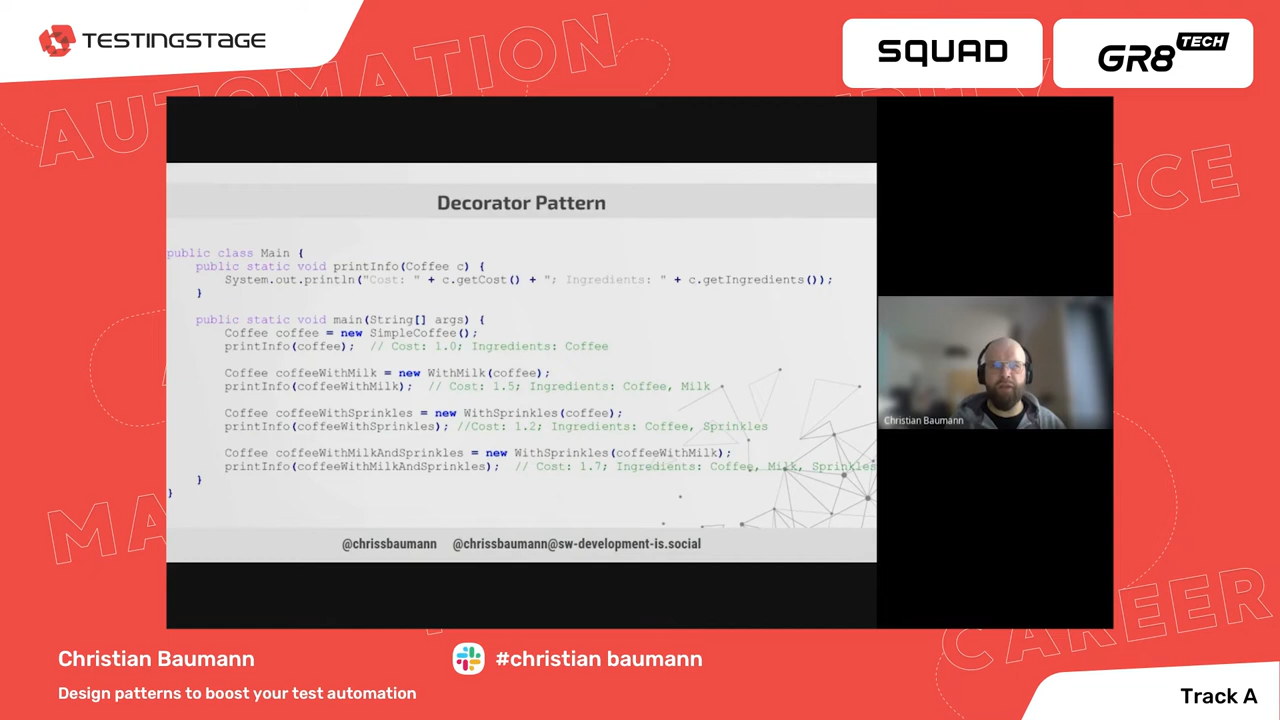 TESTINGSTAGE
SQUAD
GR8 TECH
AUTOMATION
Decorator Pattern
public class Main {
public static void printInfo(Coffee c) {
System.out.println("Cost: " + c.getCost() + "; Ingredients: " + c.getIngredients());
}
public static void main(String[] args) {
Coffee coffee = new SimpleCoffee();
printInfo(coffee); // Cost: 1.0; Ingredients: Coffee
Coffee coffeeWithMilk = new WithMilk(coffee);
printInfo(coffeeWithMilk); // Cost: 1.5; Ingredients: Coffee, Milk
Coffee coffeeWithSprinkles = new WithSprinkles(coffee);
printInfo(coffeeWithSprinkles); //Cost: 1.2; Ingredients: Coffee, Sprinkles
Coffee coffeeWithMilkAndSprinkles = new WithSprinkles(coffeeWithMilk);
printInfo(coffeeWithMilkAndSprinkles); // Cost: 1.7; Ingredients: Coffee, Milk, Sprinkles
}
}
@chrissbaumann @chrissbaumann@sw-development-is.social
Christian Baumann
CAREER
Christian Baumann
#christian baumann
Design patterns to boost your test automation
Track A